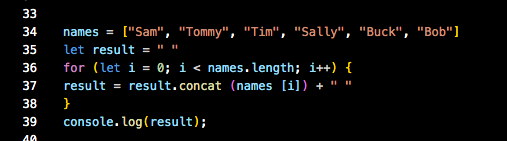 33
34 names = ["Sam", "Tommy", "Tim", "Sally", "Buck", "Bob"]
35 let result = " "
36 for (let i = 0; i < names.length; i++) {
37 result = result.concat (names [i]) + " "
38 }
39 console.log(result);
40